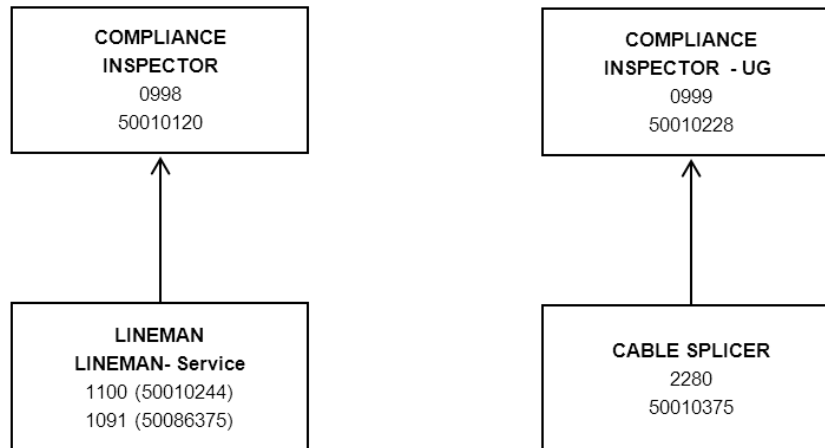 COMPLIANCE
INSPECTOR
0998
50010120
COMPLIANCE
INSPECTOR - UG
0999
50010228
LINEMAN
LINEMAN- Service
1100 (50010244)
1091 (50086375)
CABLE SPLICER
2280
50010375